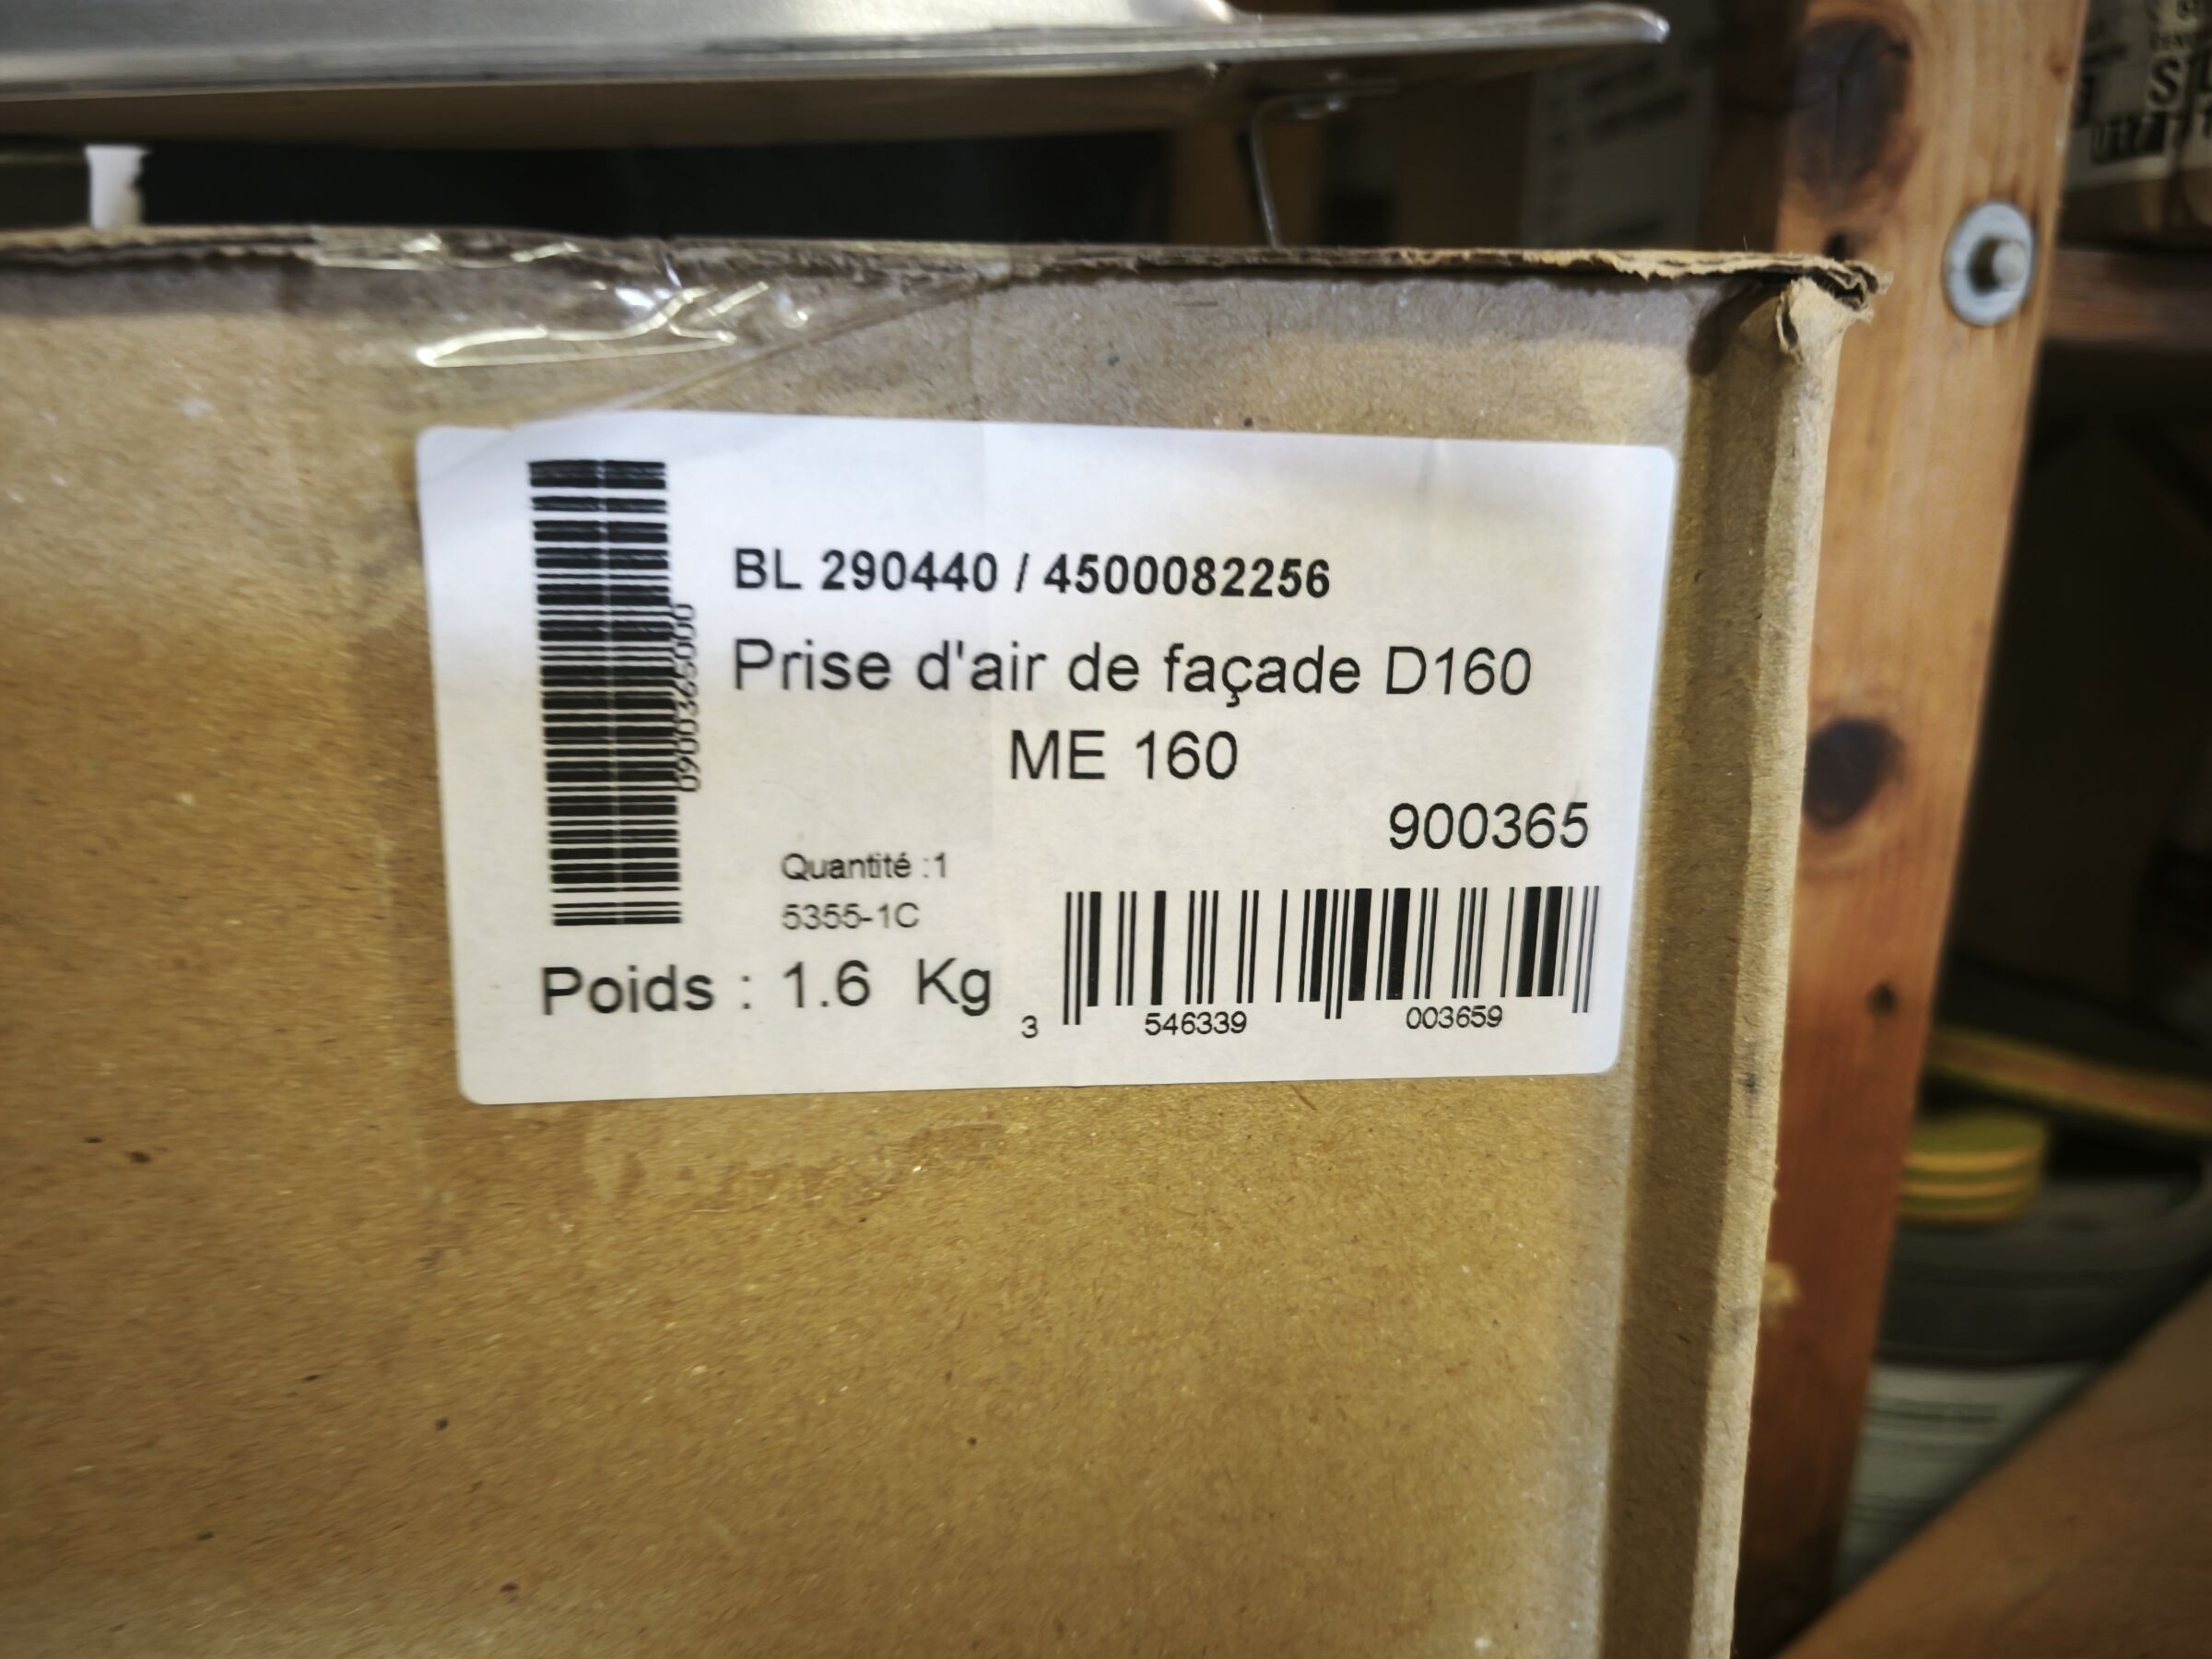 BL 290440 / 4500082256
Prise d'air de façade D160
ME 160
900365
0900365000
Quantité :1
5355-1C
Poids : 1.6 Kg
3 546339 003659